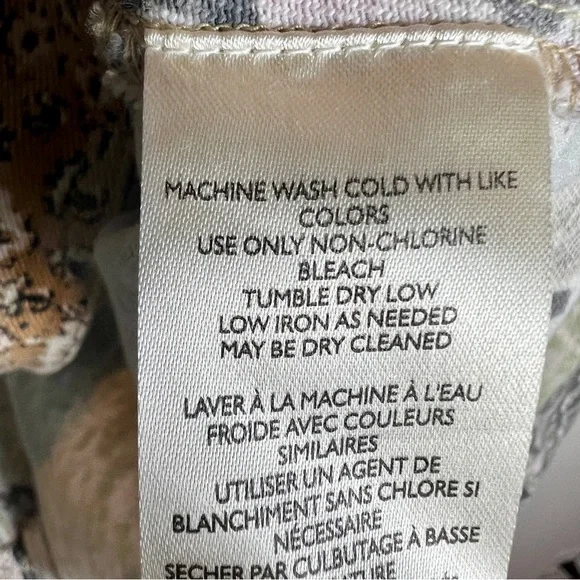 MACHINE WASH COLD WITH LIKE
COLORS
USE ONLY NON-CHLORINE
BLEACH
TUMBLE DRY LOW
LOW IRON AS NEEDED
MAY BE DRY CLEANED
LAVER À LA MACHINE À L'EAU
FROIDE AVEC COULEURS
SIMILAIRES
UTILISER UN AGENT DE
BLANCHIMENT SANS CHLORE SI
NÉCESSAIRE
SECHER PAR CULBUTAGE À BASSE